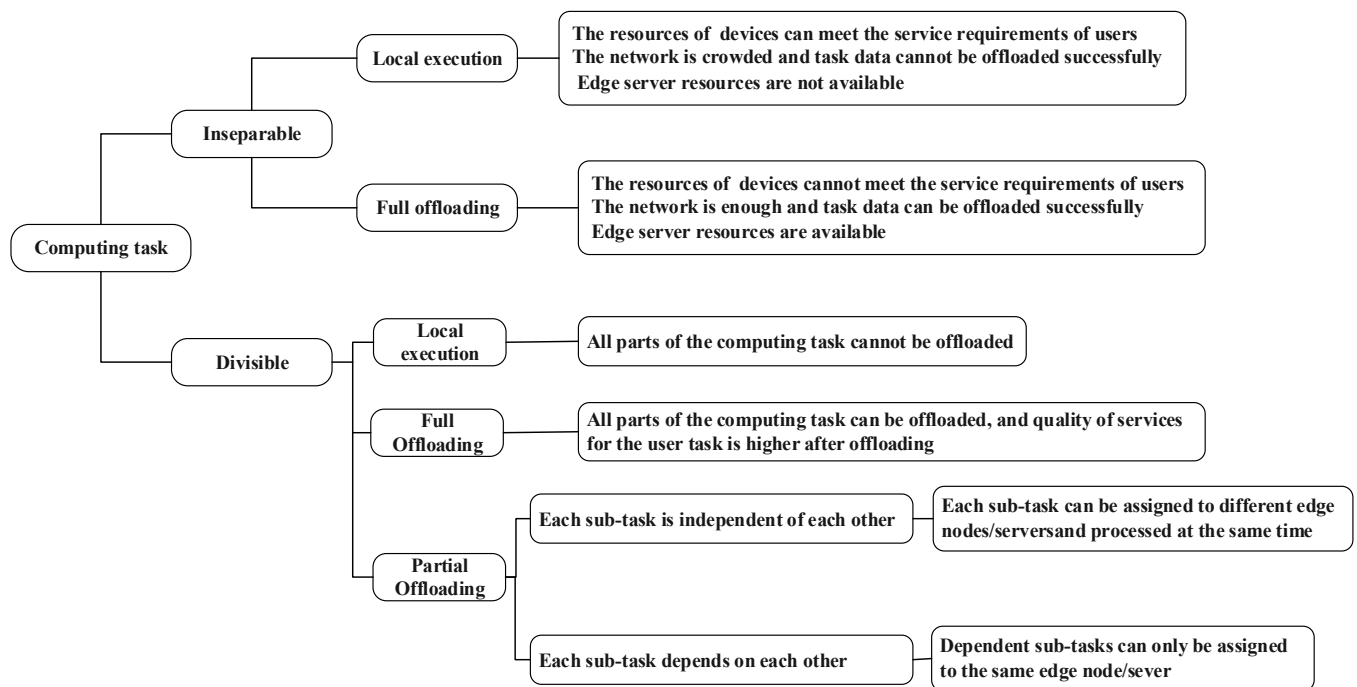 The resources of devices can meet the service requirements of users
The network is crowded and task data cannot be offloaded successfully
Edge server resources are not available
Local execution
Inseparable
The resources of devices cannot meet the service requirements of users
The network is enough and task data can be offloaded successfully
Edge server resources are available
Full offloading
Computing task
Local
execution
All parts of the computing task cannot be offloaded
Divisible
Full
Offloading
All parts of the computing task can be offloaded, and quality of services
for the user task is higher after offloading
Each sub-task is independent of each other
Each sub-task can be assigned to different edge
nodes/serversand processed at the same time
Partial
Offloading
Each sub-task depends on each other
Dependent sub-tasks can only be assigned
to the same edge node/sever